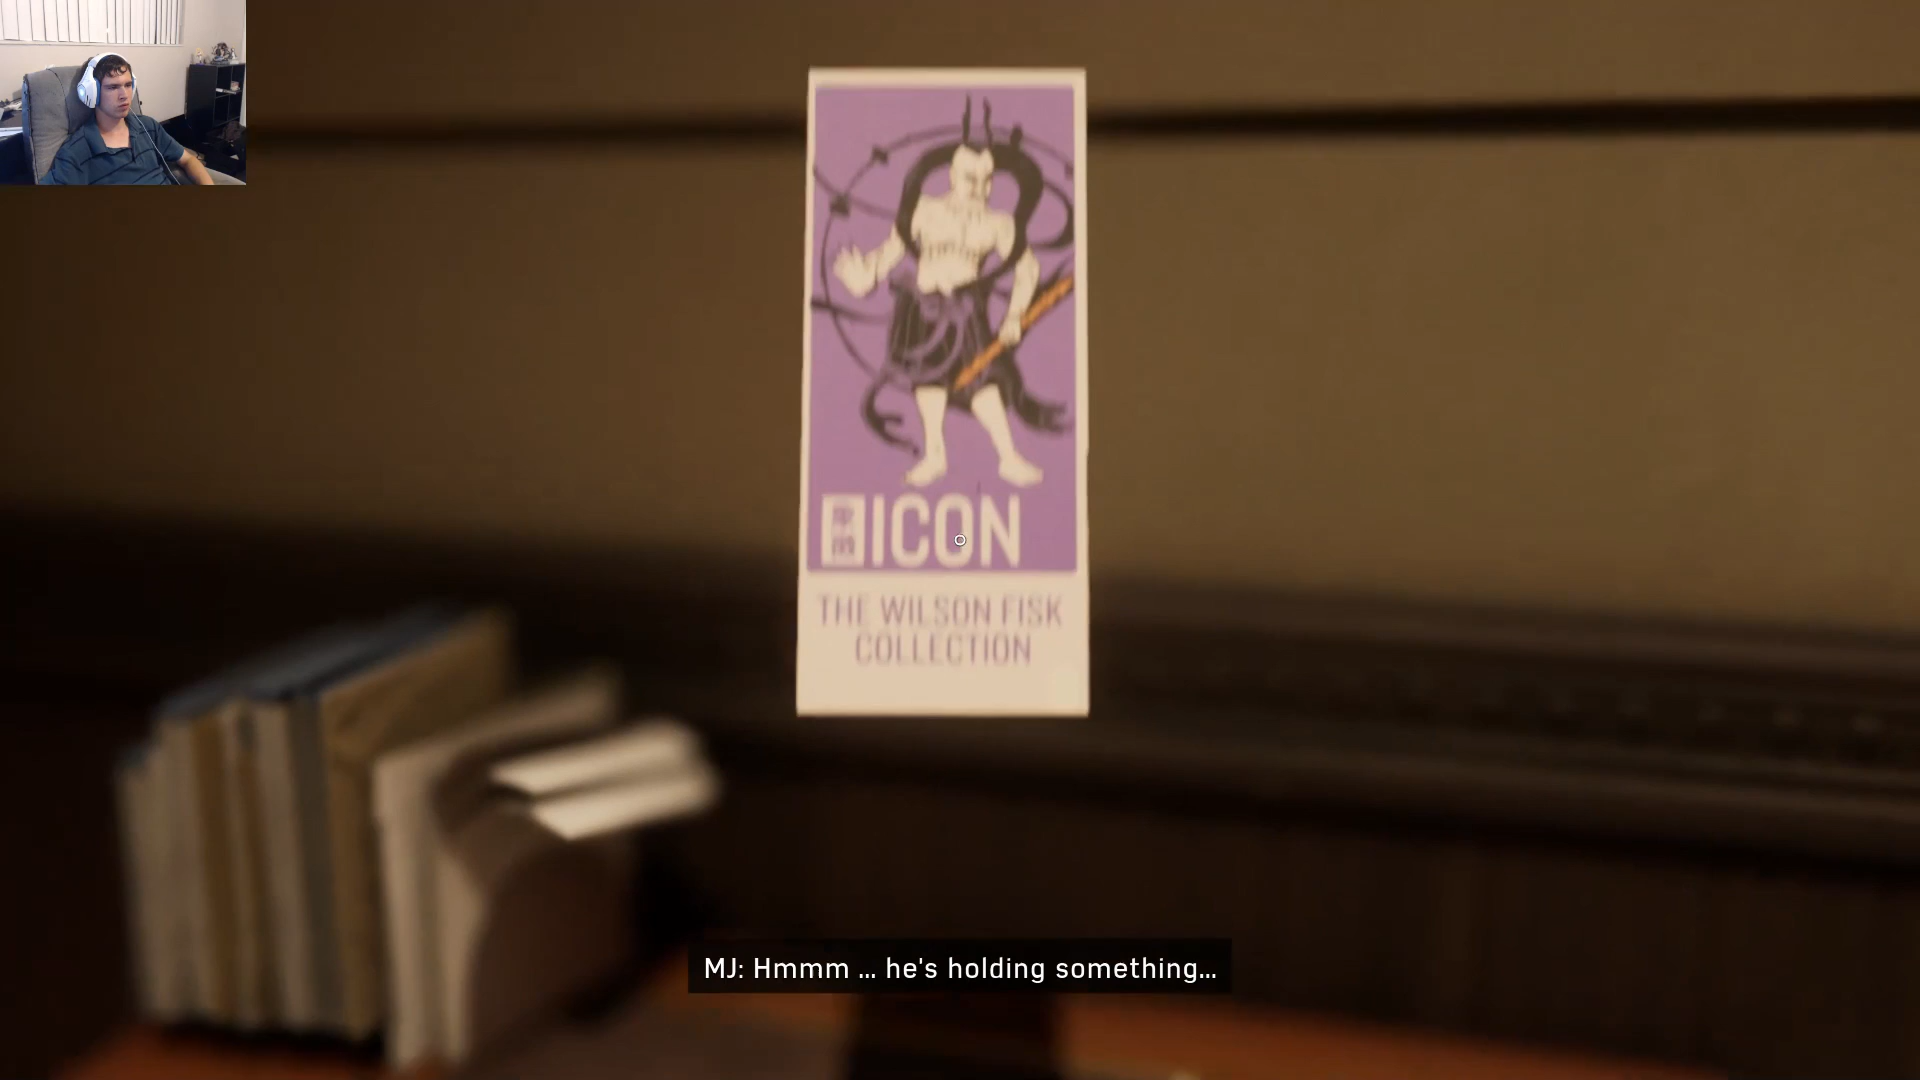 ICON
THE WILSON FISK
COLLECTION
MJ: Hmmm ... he's holding something...